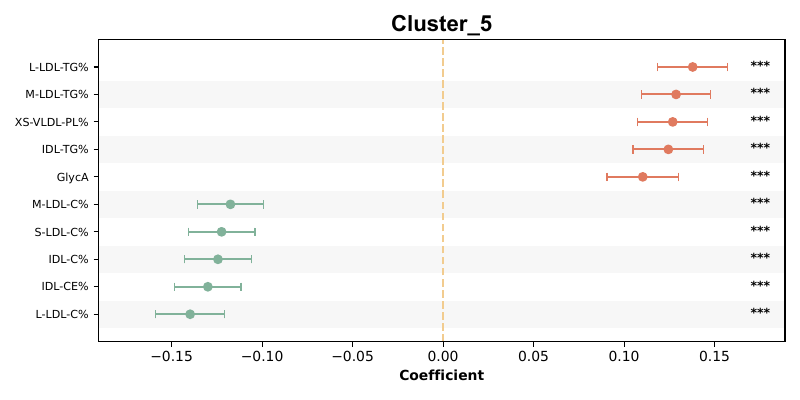 Cluster_5
L-LDL-TG% ***
M-LDL-TG% ***
XS-VLDL-PL% ***
IDL-TG% ***
GlycA ***
M-LDL-C% ***
S-LDL-C% ***
IDL-C% ***
IDL-CE% ***
L-LDL-C% ***
−0.15 −0.10 −0.05 0.00 0.05 0.10 0.15
Coefficient